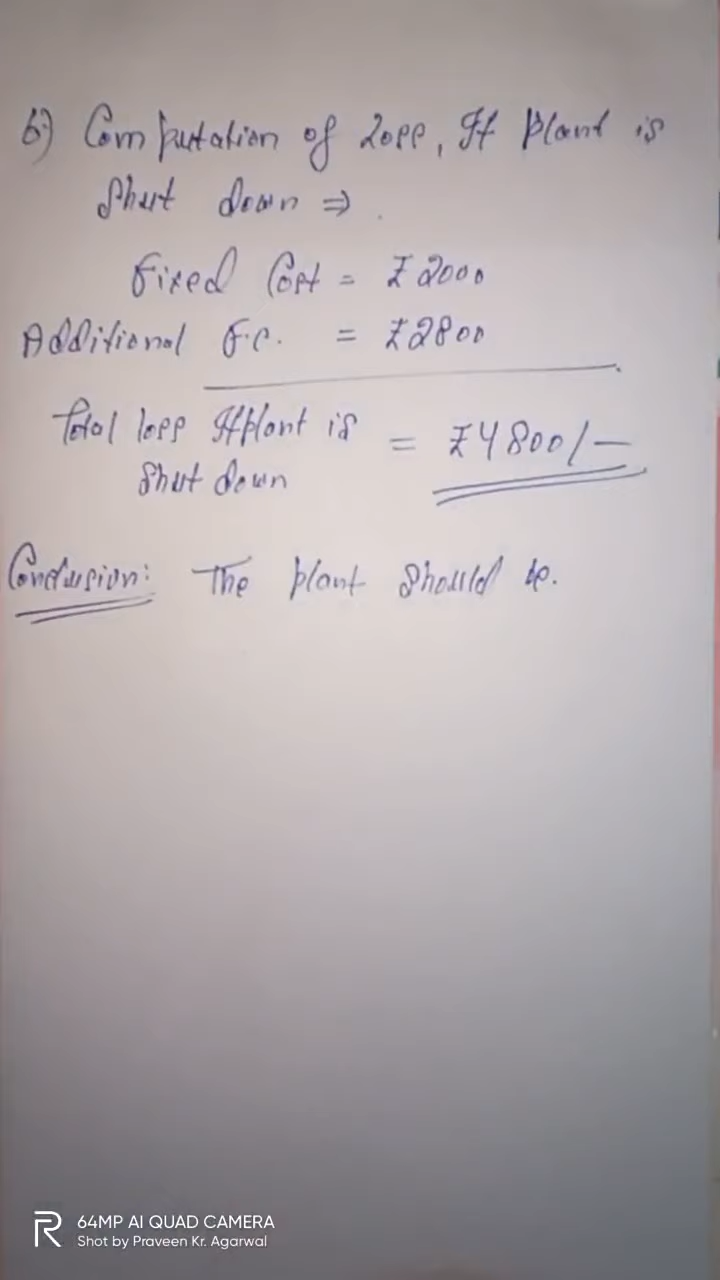 b) Computation of Loss, If Plant is
Shut down ⇒
Fixed Cost = ₹2000
Additional F.C. = ₹2800
Total loss If plant is = ₹4800/-
Shut down
Conclusion: The plant should be.
64MP AI QUAD CAMERA
Shot by Praveen Kr. Agarwal